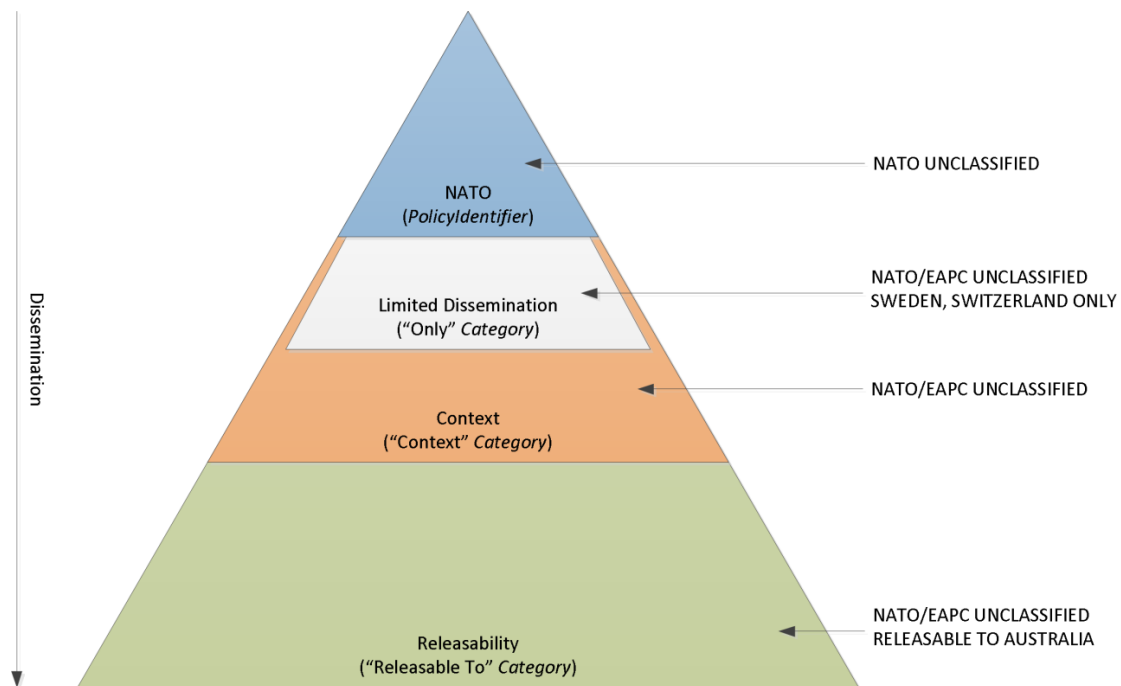 NATO UNCLASSIFIED
NATO
(PolicyIdentifier)
NATO/EAPC UNCLASSIFIED
SWEDEN, SWITZERLAND ONLY
Limited Dissemination
(“Only” Category)
Dissemination
NATO/EAPC UNCLASSIFIED
Context
(“Context” Category)
NATO/EAPC UNCLASSIFIED
RELEASABLE TO AUSTRALIA
Releasability
(“Releasable To” Category)